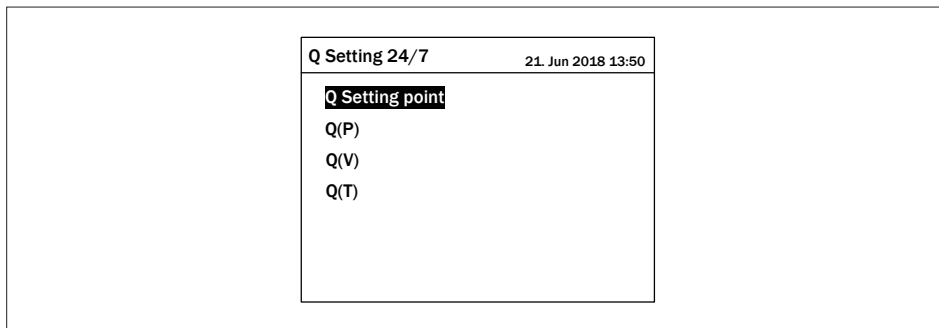 Q Setting 24/7 21. Jun 2018 13:50
Q Setting point
Q(P)
Q(V)
Q(T)